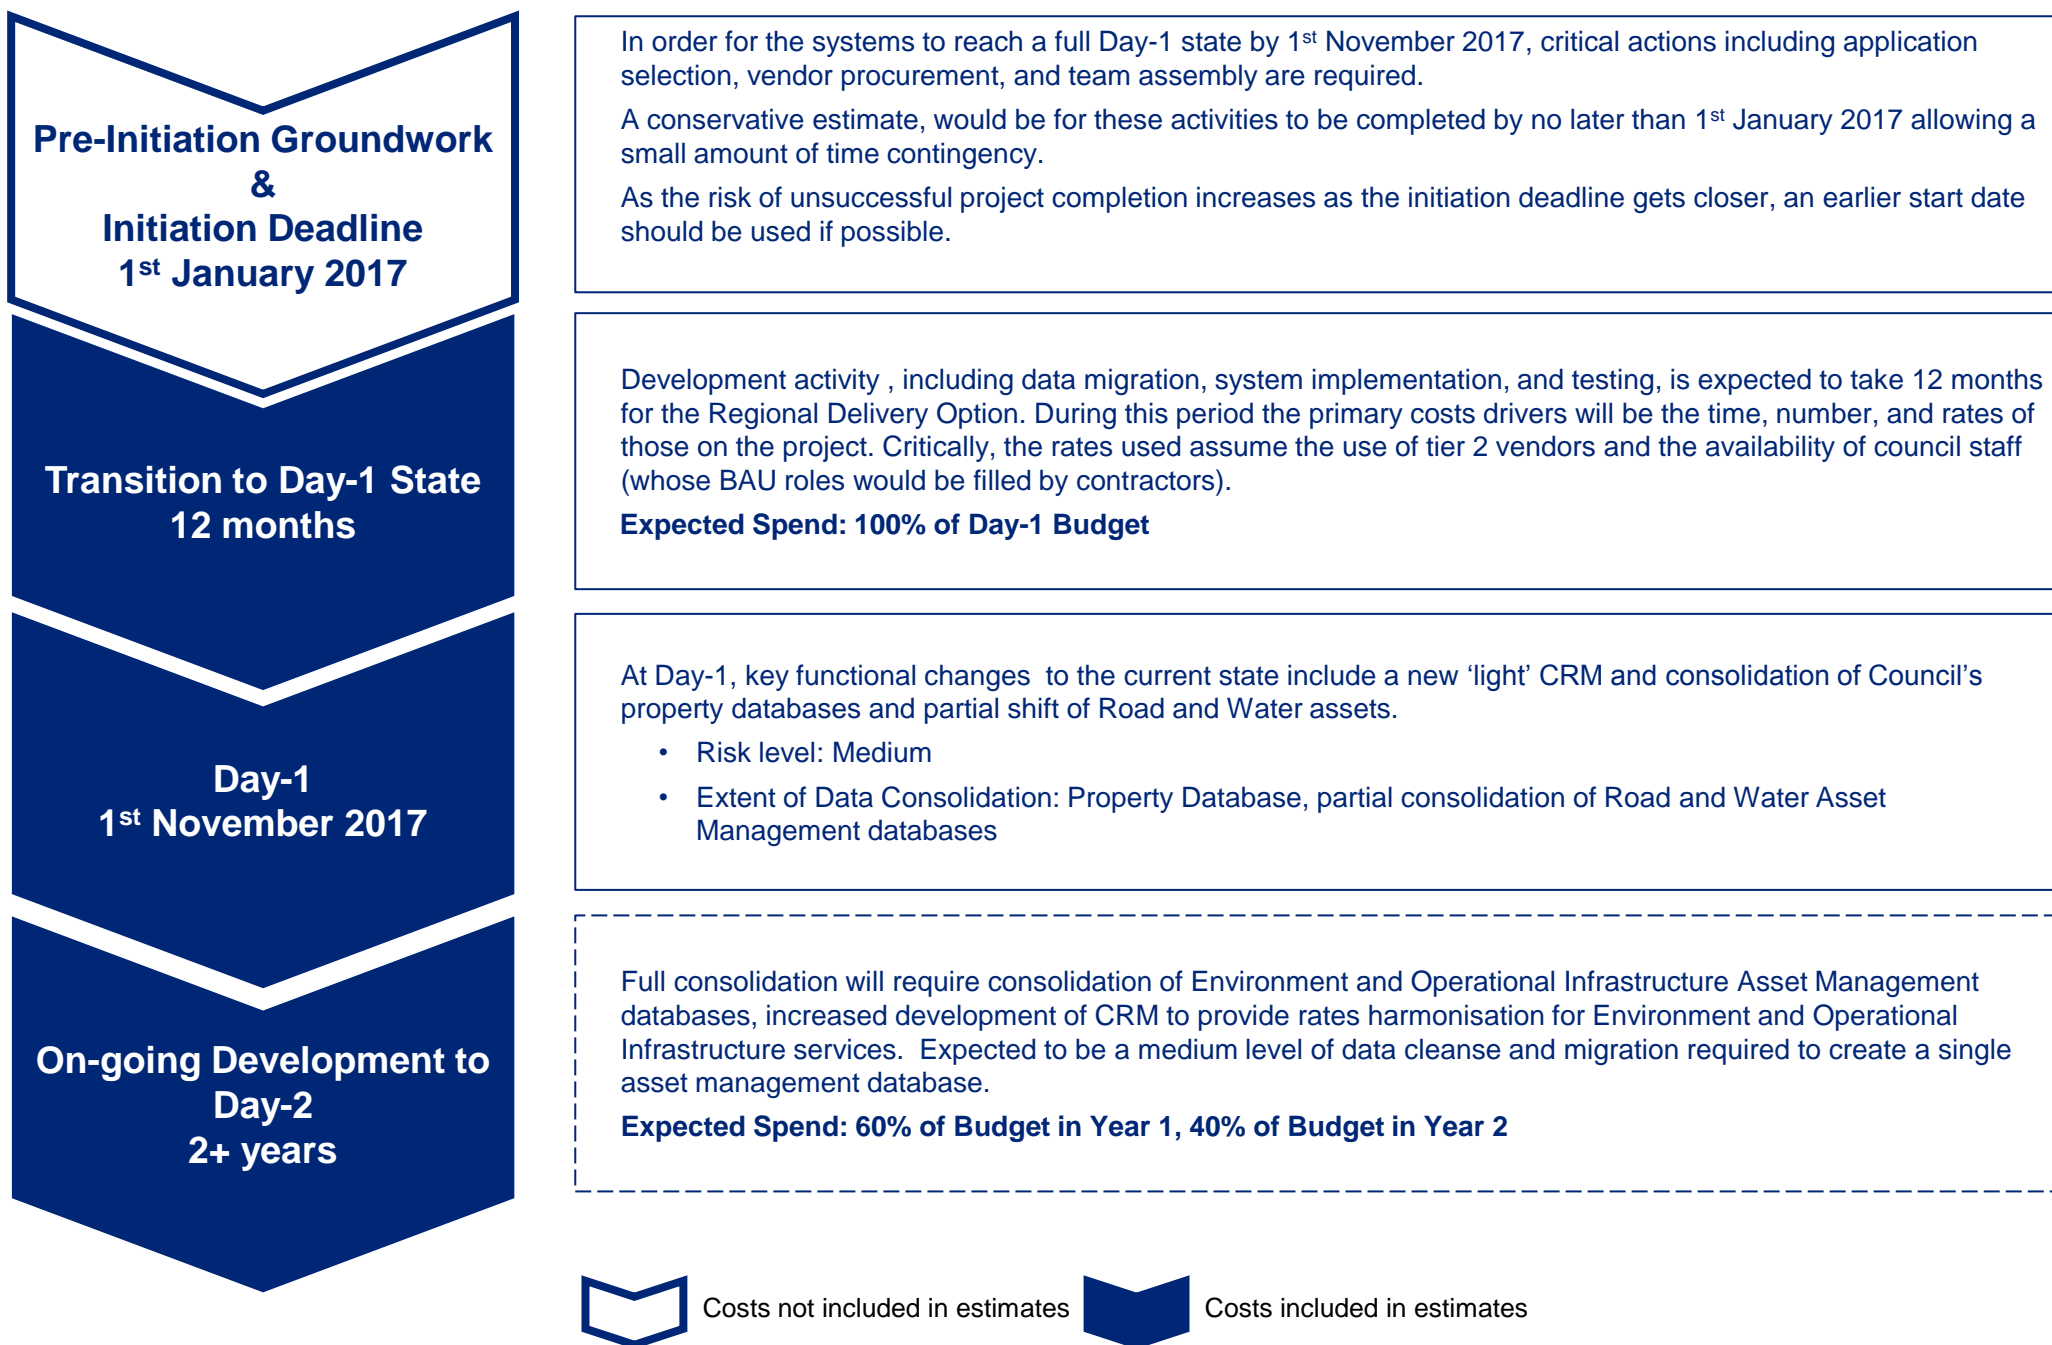 Pre-Initiation Groundwork
&
Initiation Deadline
1st January 2017
In order for the systems to reach a full Day-1 state by 1st November 2017, critical actions including application
selection, vendor procurement, and team assembly are required.
A conservative estimate, would be for these activities to be completed by no later than 1st January 2017 allowing a
small amount of time contingency.
As the risk of unsuccessful project completion increases as the initiation deadline gets closer, an earlier start date
should be used if possible.
Transition to Day-1 State
12 months
Development activity , including data migration, system implementation, and testing, is expected to take 12 months
for the Regional Delivery Option. During this period the primary costs drivers will be the time, number, and rates of
those on the project. Critically, the rates used assume the use of tier 2 vendors and the availability of council staff
(whose BAU roles would be filled by contractors).
Expected Spend: 100% of Day-1 Budget
Day-1
1st November 2017
At Day-1, key functional changes  to the current state include a new ‘light’ CRM and consolidation of Council’s
property databases and partial shift of Road and Water assets.
• Risk level: Medium
• Extent of Data Consolidation: Property Database, partial consolidation of Road and Water Asset
Management databases
On-going Development to
Day-2
2+ years
Full consolidation will require consolidation of Environment and Operational Infrastructure Asset Management
databases, increased development of CRM to provide rates harmonisation for Environment and Operational
Infrastructure services.  Expected to be a medium level of data cleanse and migration required to create a single
asset management database.
Expected Spend: 60% of Budget in Year 1, 40% of Budget in Year 2
Costs not included in estimates
Costs included in estimates